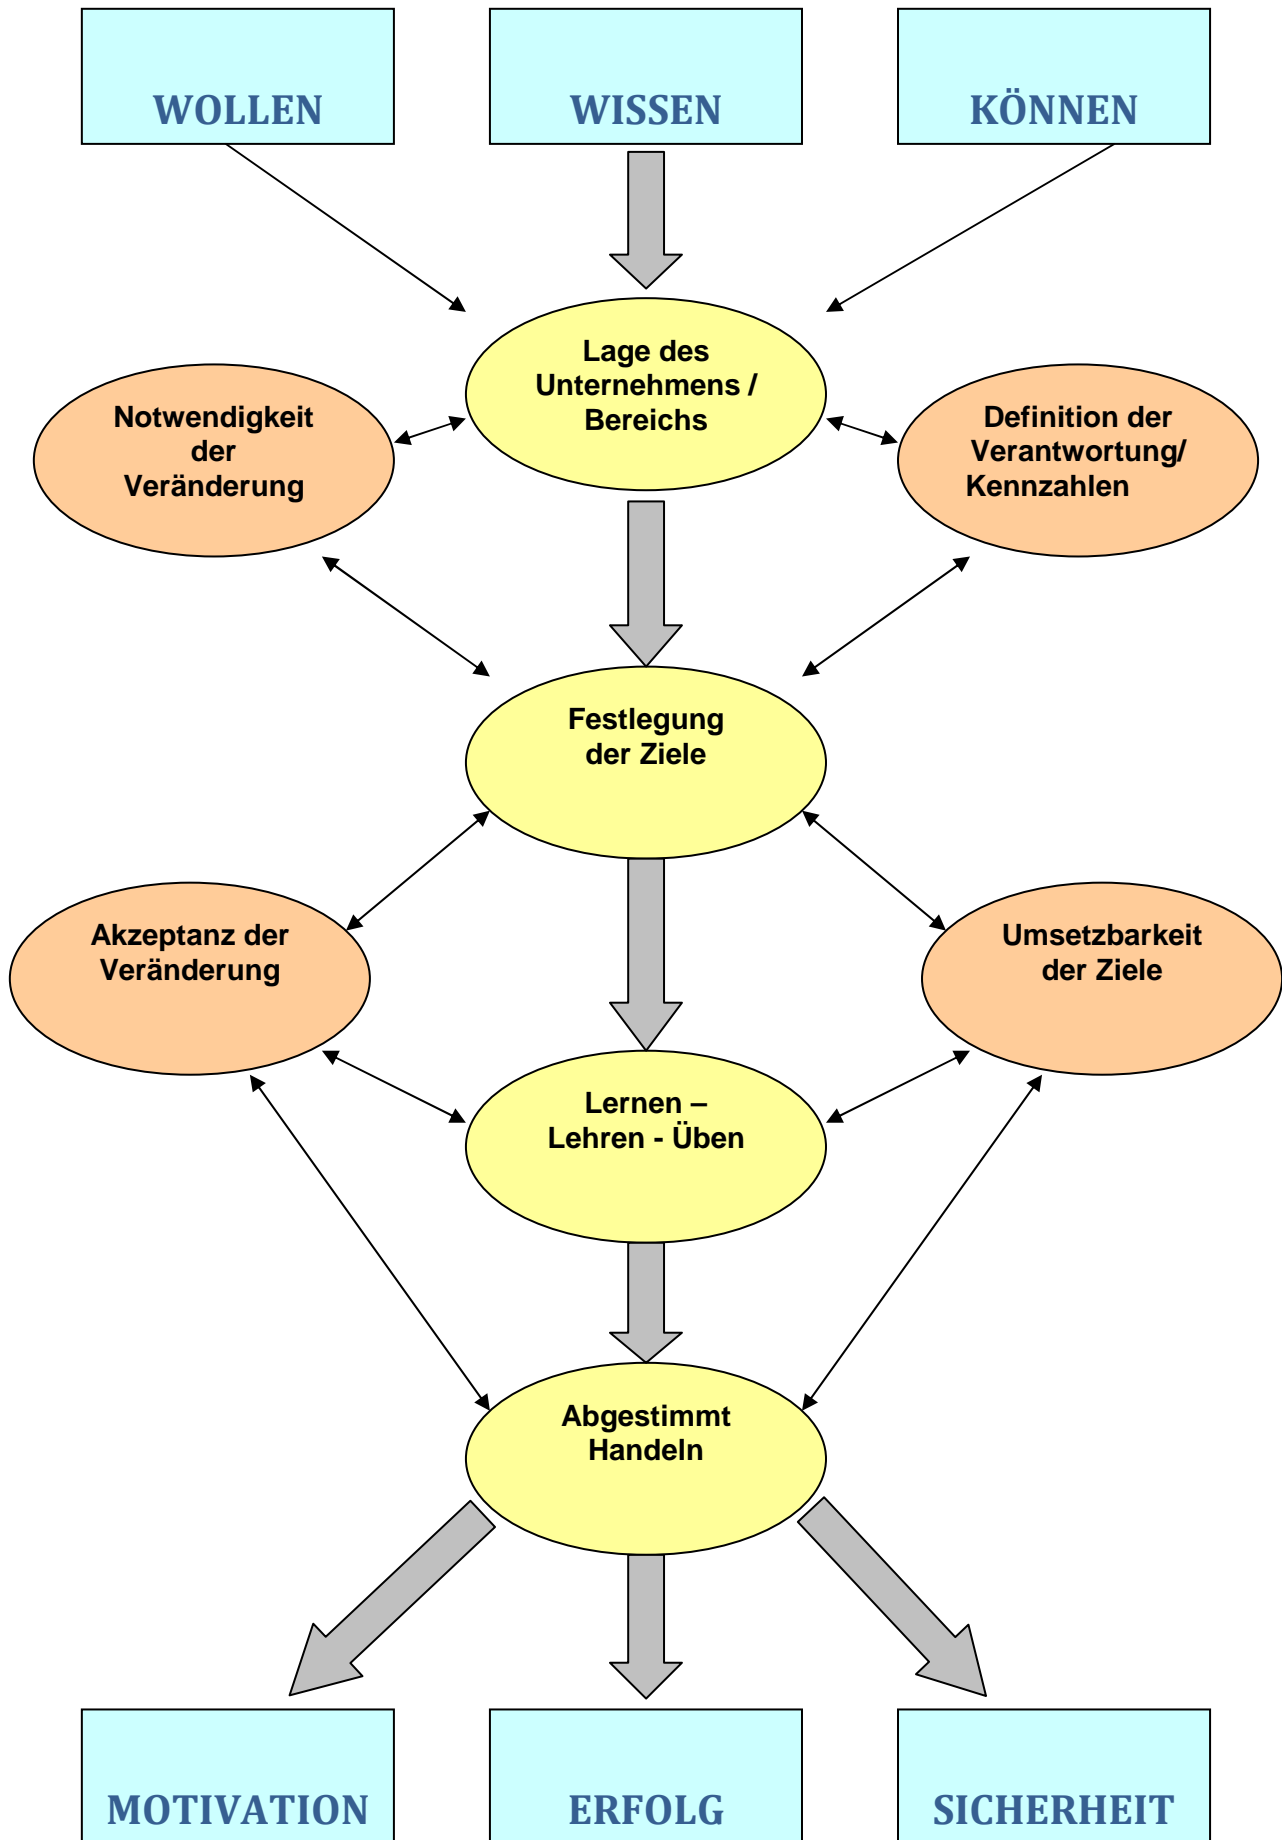 WOLLEN
WISSEN
KÖNNEN
Lage des
Unternehmens /
Bereichs
Notwendigkeit
der
Veränderung
Definition der
Verantwortung/
Kennzahlen
Festlegung
der Ziele
Akzeptanz der
Veränderung
Umsetzbarkeit
der Ziele
Lernen –
Lehren - Üben
Abgestimmt
Handeln
MOTIVATION
ERFOLG
SICHERHEIT